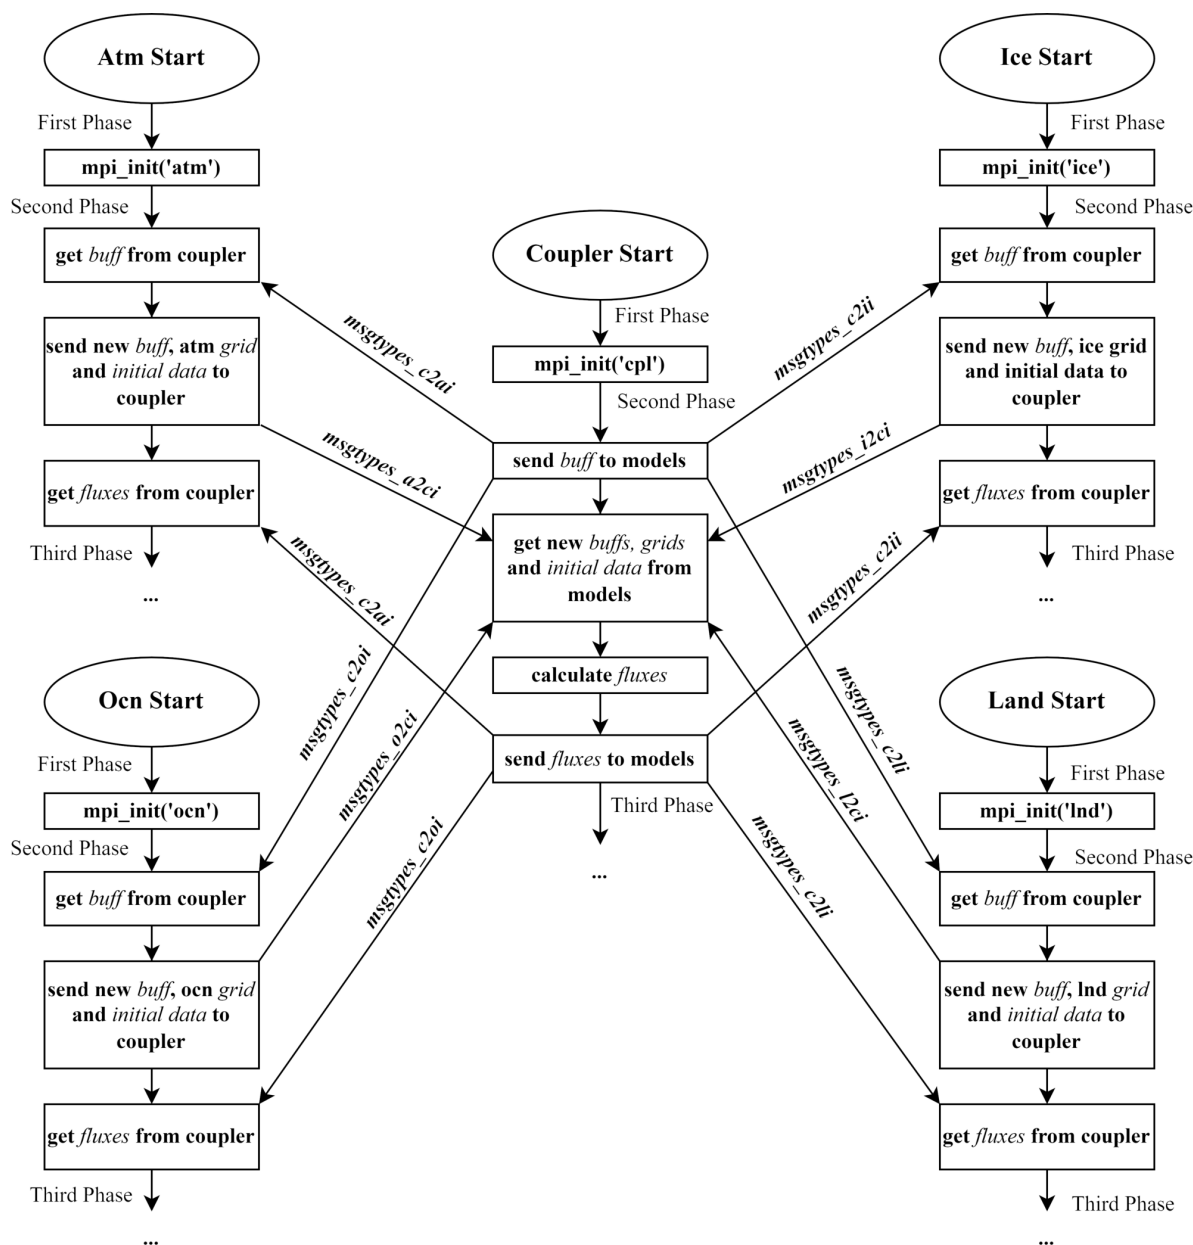 Atm Start
First Phase
mpi_init('atm')
Second Phase
get buff from coupler
send new buff, atm grid
and initial data to
coupler
get fluxes from coupler
Third Phase
...
Ice Start
First Phase
mpi_init('ice')
Second Phase
get buff from coupler
send new buff, ice grid
and initial data to
coupler
get fluxes from coupler
Third Phase
...
Coupler Start
First Phase
mpi_init('cpl')
Second Phase
send buff to models
get new buffs, grids
and initial data from
models
calculate fluxes
send fluxes to models
Third Phase
...
msgtypes_c2ai
msgtypes_a2ci
msgtypes_c2ai
msgtypes_c2ii
msgtypes_i2ci
msgtypes_c2ii
msgtypes_c2oi
msgtypes_o2ci
msgtypes_c2oi
msgtypes_c2li
msgtypes_l2ci
msgtypes_c2li
Ocn Start
First Phase
mpi_init('ocn')
Second Phase
get buff from coupler
send new buff, ocn grid
and initial data to
coupler
get fluxes from coupler
Third Phase
...
Land Start
First Phase
mpi_init('lnd')
Second Phase
get buff from coupler
send new buff, lnd grid
and initial data to
coupler
get fluxes from coupler
Third Phase
...